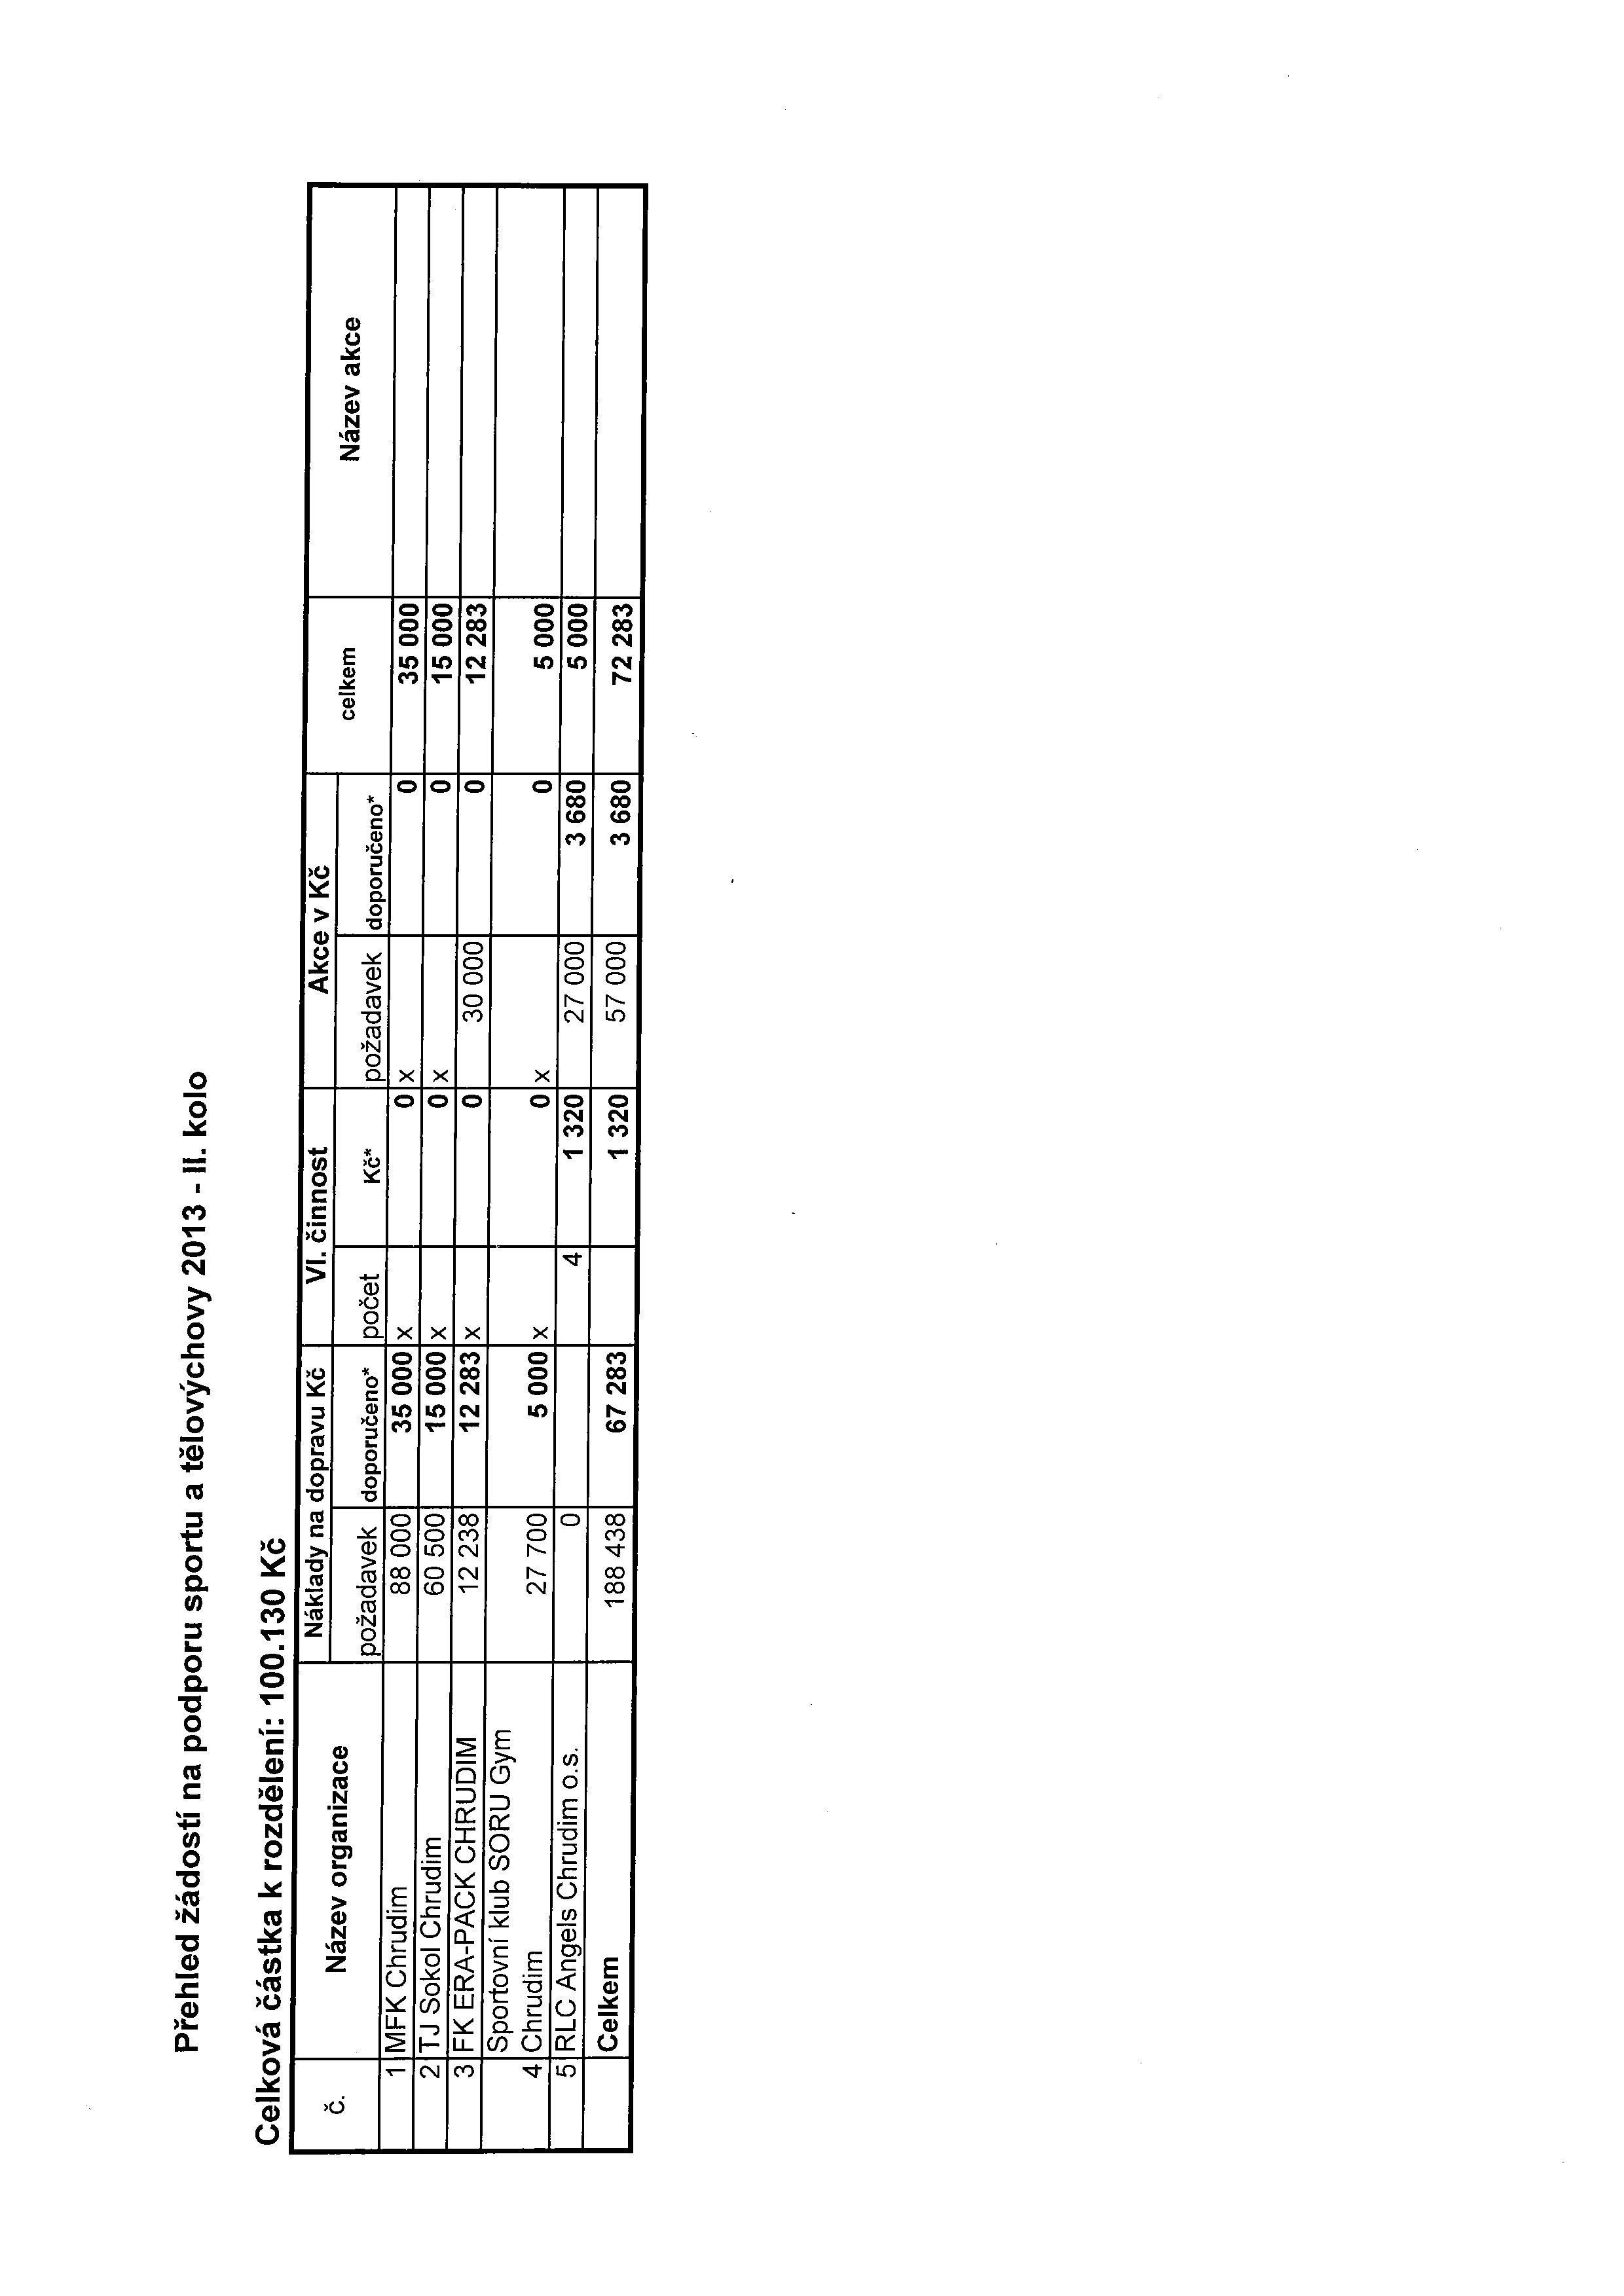 Přehled žádostí na podporu sportu a tělovýchovy 2013 - II. kolo
Celková částka k rozdělení: 100.130 Kč
č. Název organizace Náklady na dopravu Kč Vl. činnost Akce v Kč celkem Název akce
požadavek doporučeno* počet Kč* požadavek doporučeno*
1 MFK Chrudim 88 000 35 000 x 0 x 0 35 000
2 TJ Sokol Chrudim 60 500 15 000 x 0 x 0 15 000
3 FK ERA-PACK CHRUDIM 12 238 12 283 x 0 30 000 0 12 283
Sportovní klub SORU Gym
4 Chrudim 27 700 5 000 x 0 x 0 5 000
5 RLC Angels Chrudim o.s. 0 4 1 320 27 000 3 680 5 000
Celkem 188 438 67 283 1 320 57 000 3 680 72 283